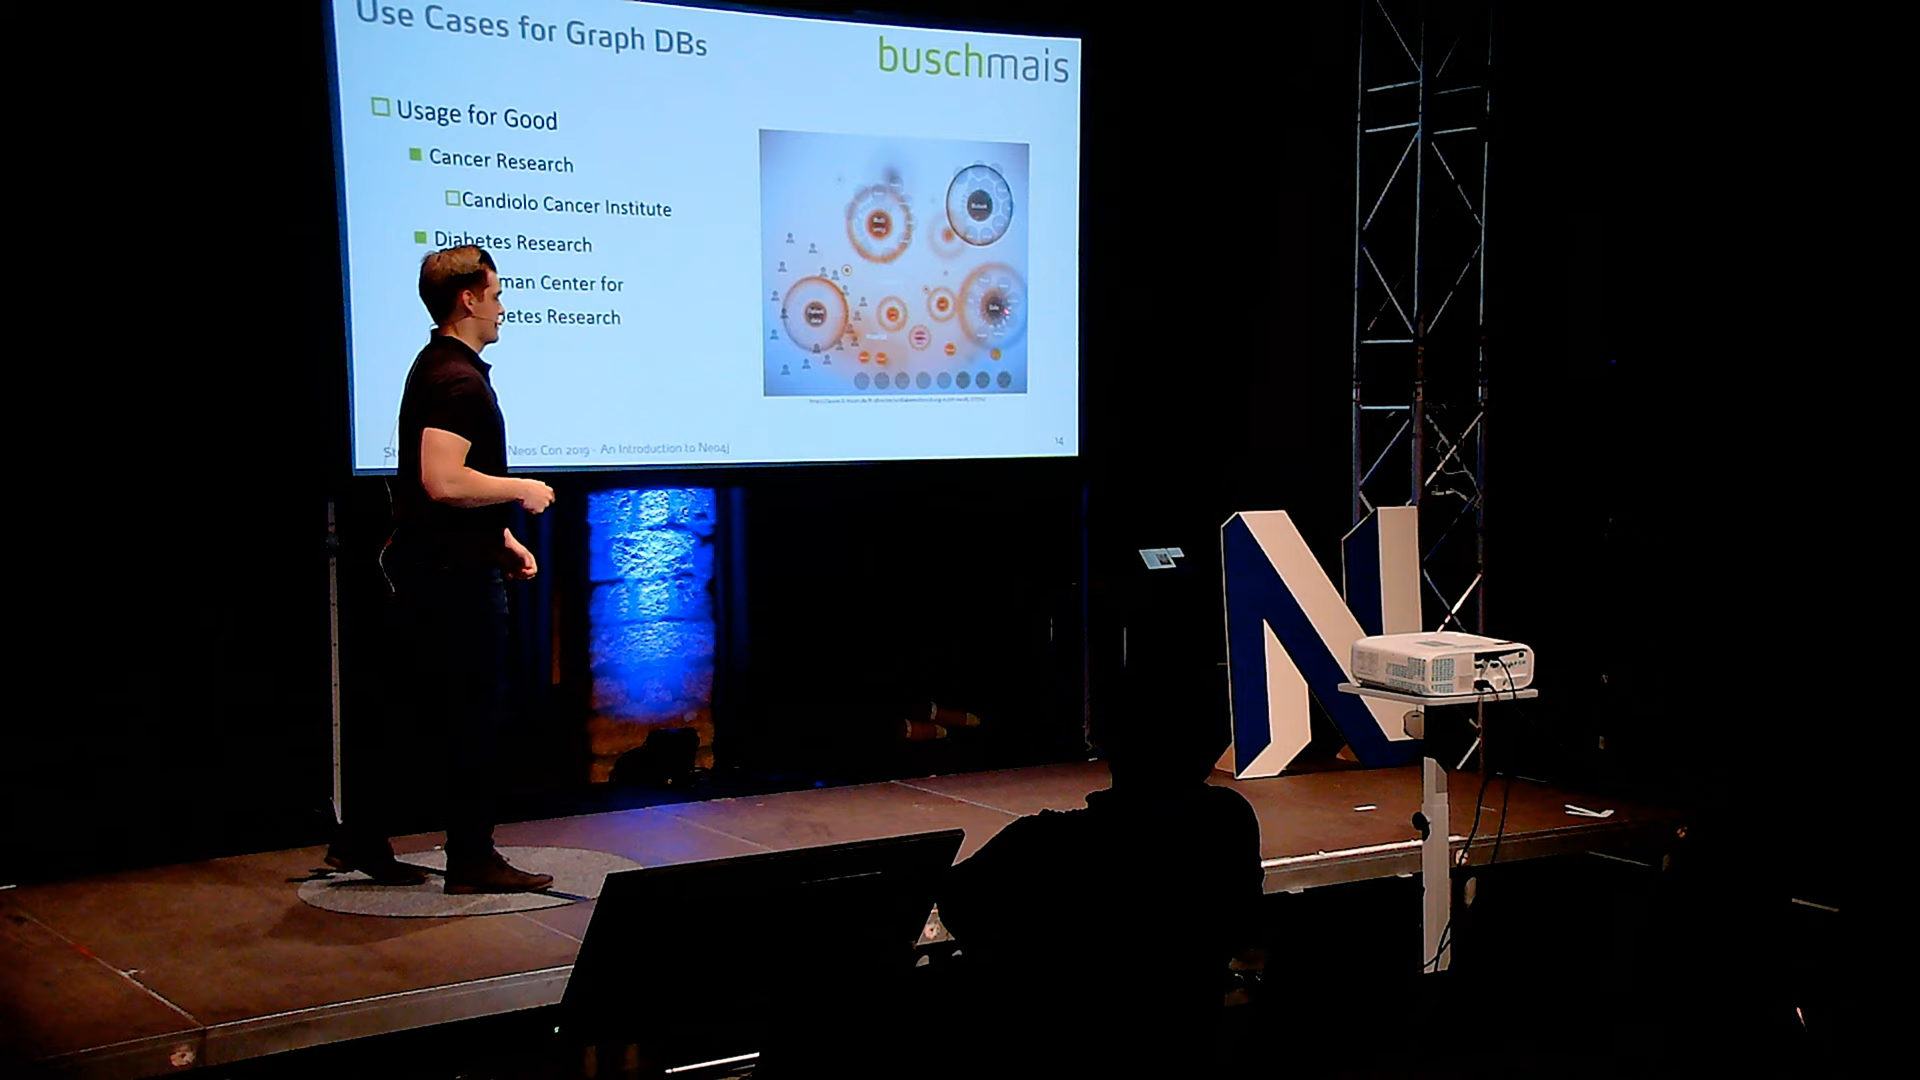 Use Cases for Graph DBs
buschmais
Usage for Good
Cancer Research
Candiolo Cancer Institute
Diabetes Research
man Center for
etes Research
Neos Con 2019 - An Introduction to Neo4j
14
N